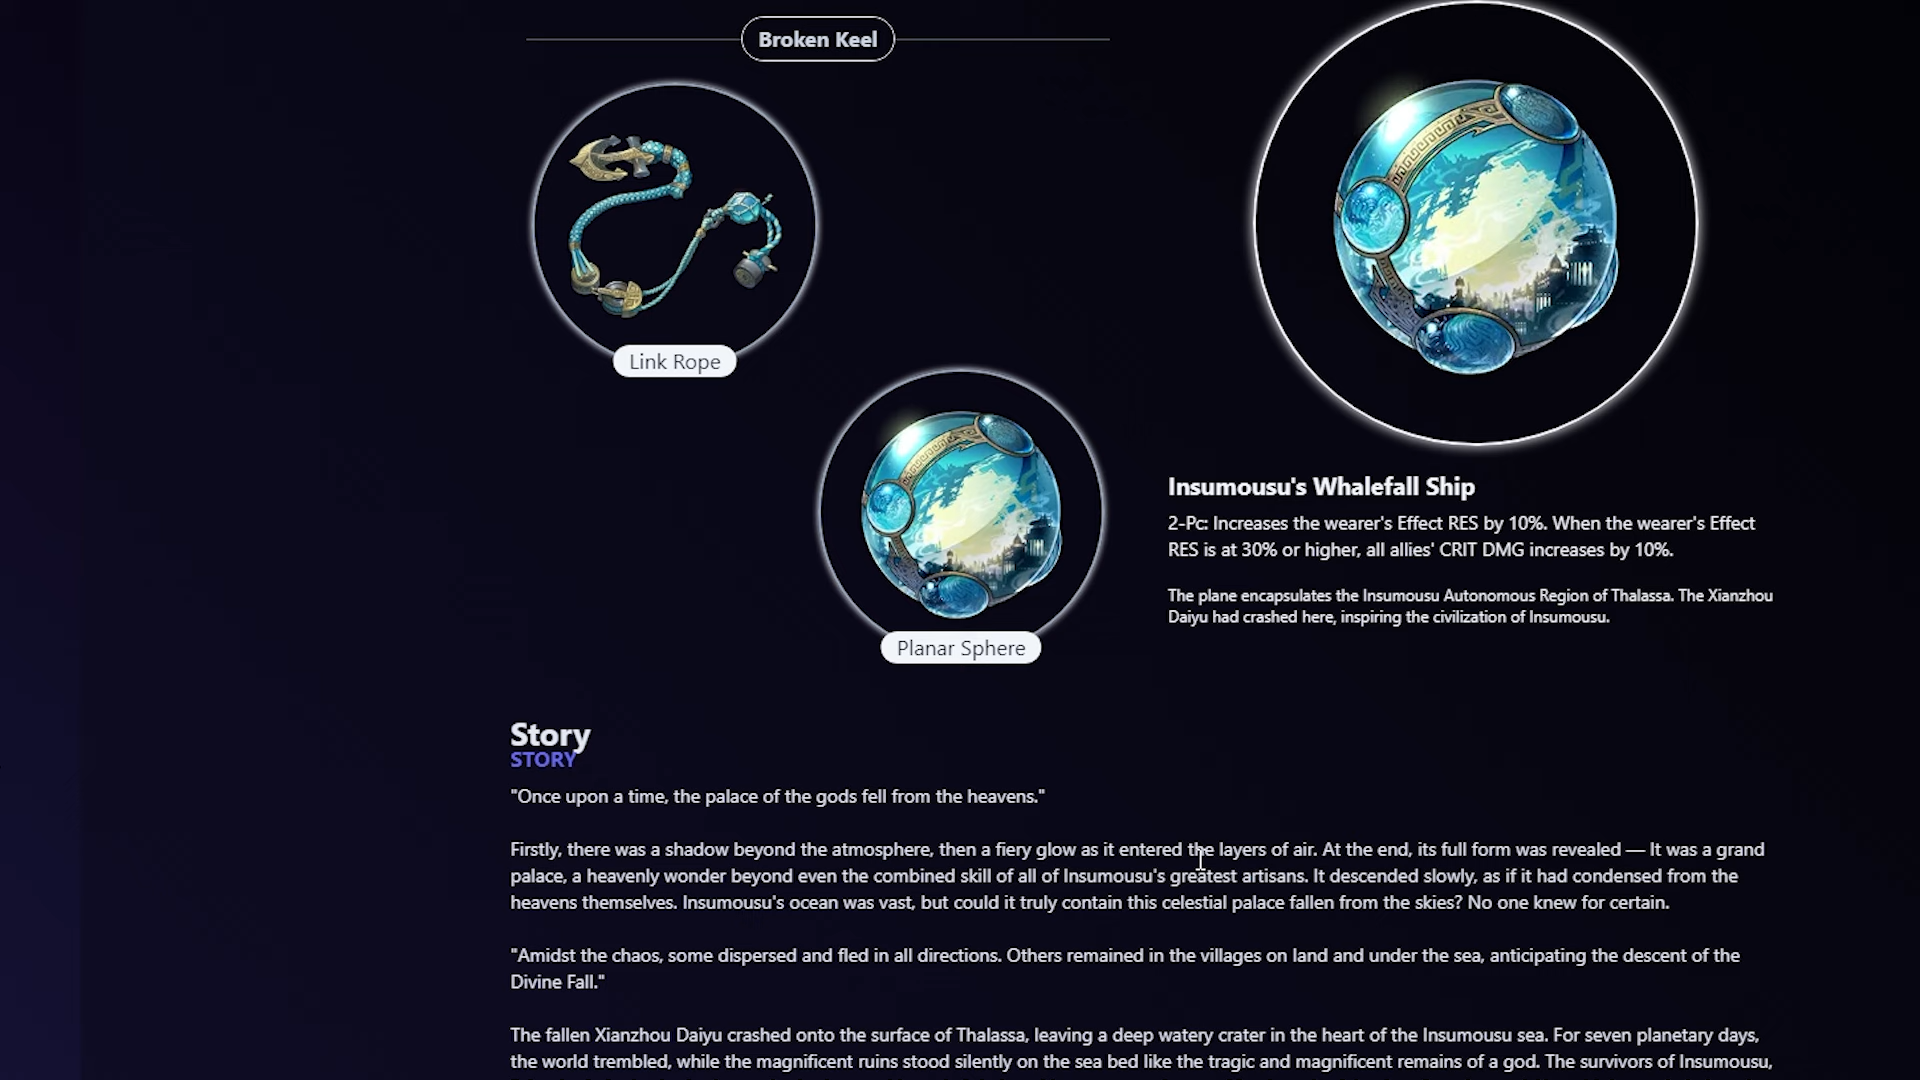 Broken Keel
Link Rope
Planar Sphere
Insumousu's Whalefall Ship
2-Pc: Increases the wearer's Effect RES by 10%. When the wearer's Effect
RES is at 30% or higher, all allies' CRIT DMG increases by 10%.
The plane encapsulates the Insumousu Autonomous Region of Thalassa. The Xianzhou
Daiyu had crashed here, inspiring the civilization of Insumousu.
Story
STORY
"Once upon a time, the palace of the gods fell from the heavens."
Firstly, there was a shadow beyond the atmosphere, then a fiery glow as it entered the layers of air. At the end, its full form was revealed — It was a grand
palace, a heavenly wonder beyond even the combined skill of all of Insumousu's greatest artisans. It descended slowly, as if it had condensed from the
heavens themselves. Insumousu's ocean was vast, but could it truly contain this celestial palace fallen from the skies? No one knew for certain.
"Amidst the chaos, some dispersed and fled in all directions. Others remained in the villages on land and under the sea, anticipating the descent of the
Divine Fall."
The fallen Xianzhou Daiyu crashed onto the surface of Thalassa, leaving a deep watery crater in the heart of the Insumousu sea. For seven planetary days,
the world trembled, while the magnificent ruins stood silently on the sea bed like the tragic and magnificent remains of a god. The survivors of Insumousu,